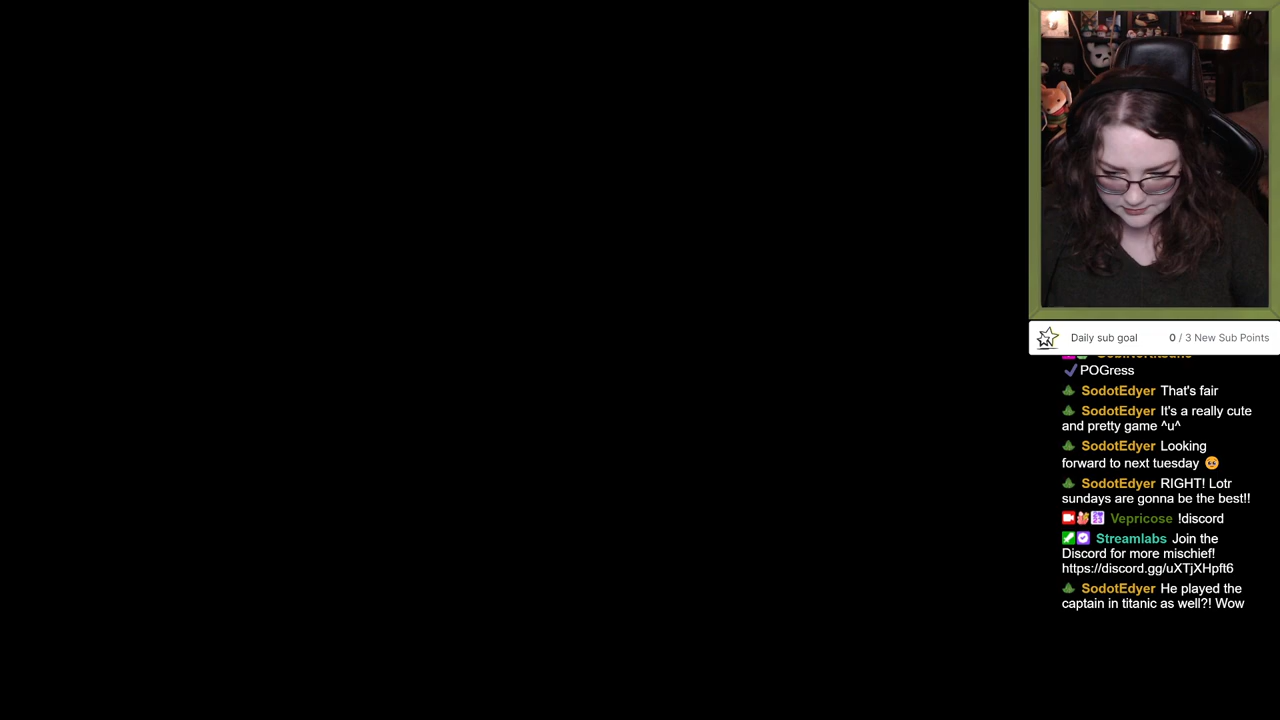 Daily sub goal 0 / 3 New Sub Points
POGress
SodotEdyer That's fair
SodotEdyer It's a really cute
and pretty game ^u^
SodotEdyer Looking
forward to next tuesday 🥺
SodotEdyer RIGHT! Lotr
sundays are gonna be the best!!
Vepricose !discord
Streamlabs Join the
Discord for more mischief!
https://discord.gg/uXTjXHpft6
SodotEdyer He played the
captain in titanic as well?! Wow